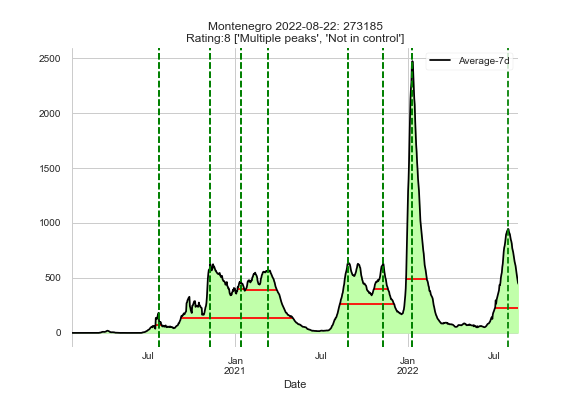 Montenegro 2022-08-22: 273185
Rating:8 ['Multiple peaks', 'Not in control']
Average-7d
2500
2000
1500
1000
500
0
Jul
Jan
2021
Jul
Jan
2022
Jul
Date